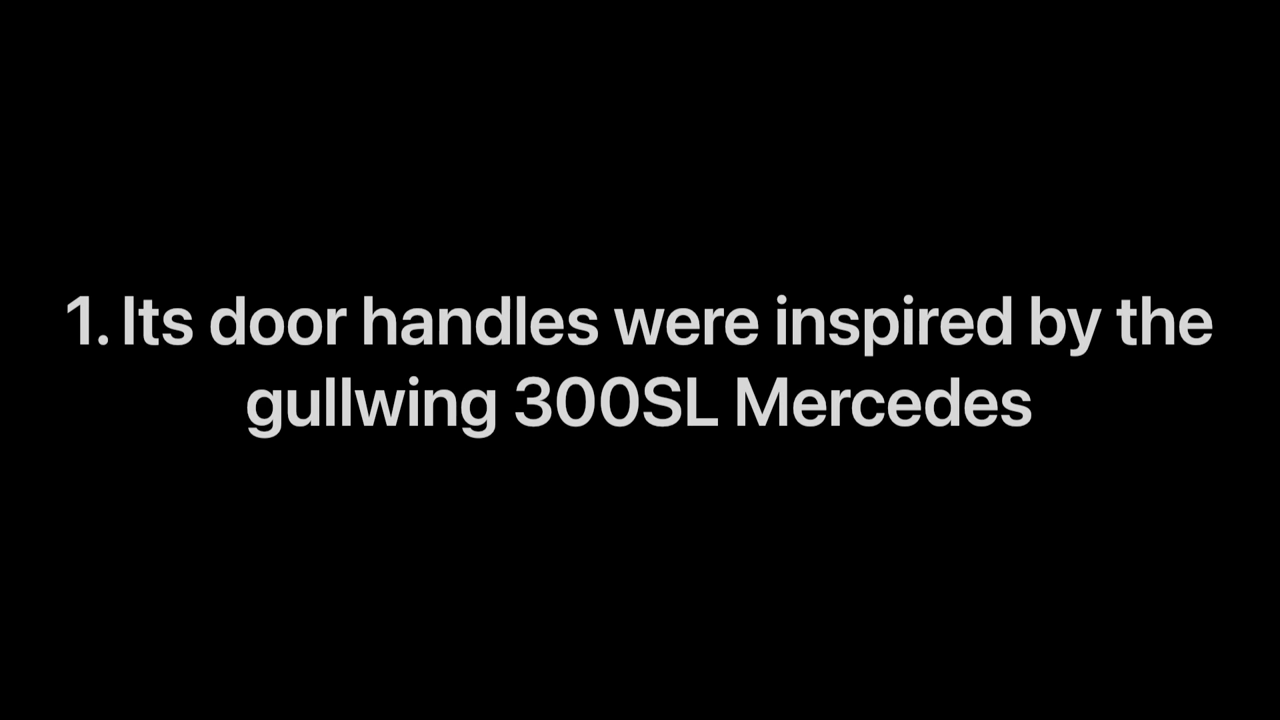 1. Its door handles were inspired by the
gullwing 300SL Mercedes